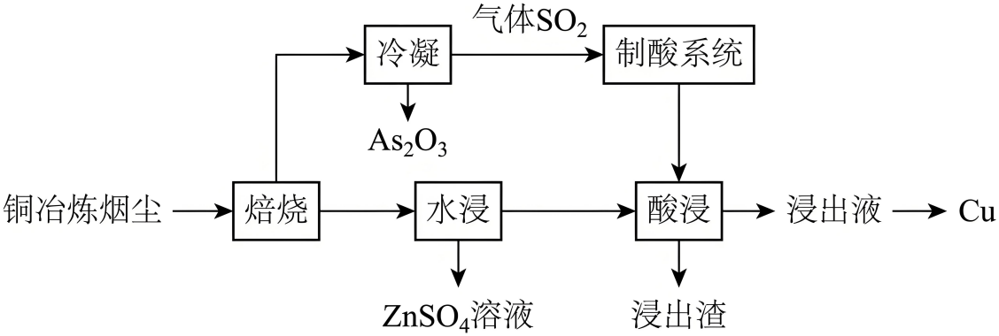 气体SO₂
冷凝
制酸系统
As₂O₃
铜冶炼烟尘
焙烧
水浸
酸浸
浸出液
Cu
ZnSO₄溶液
浸出渣